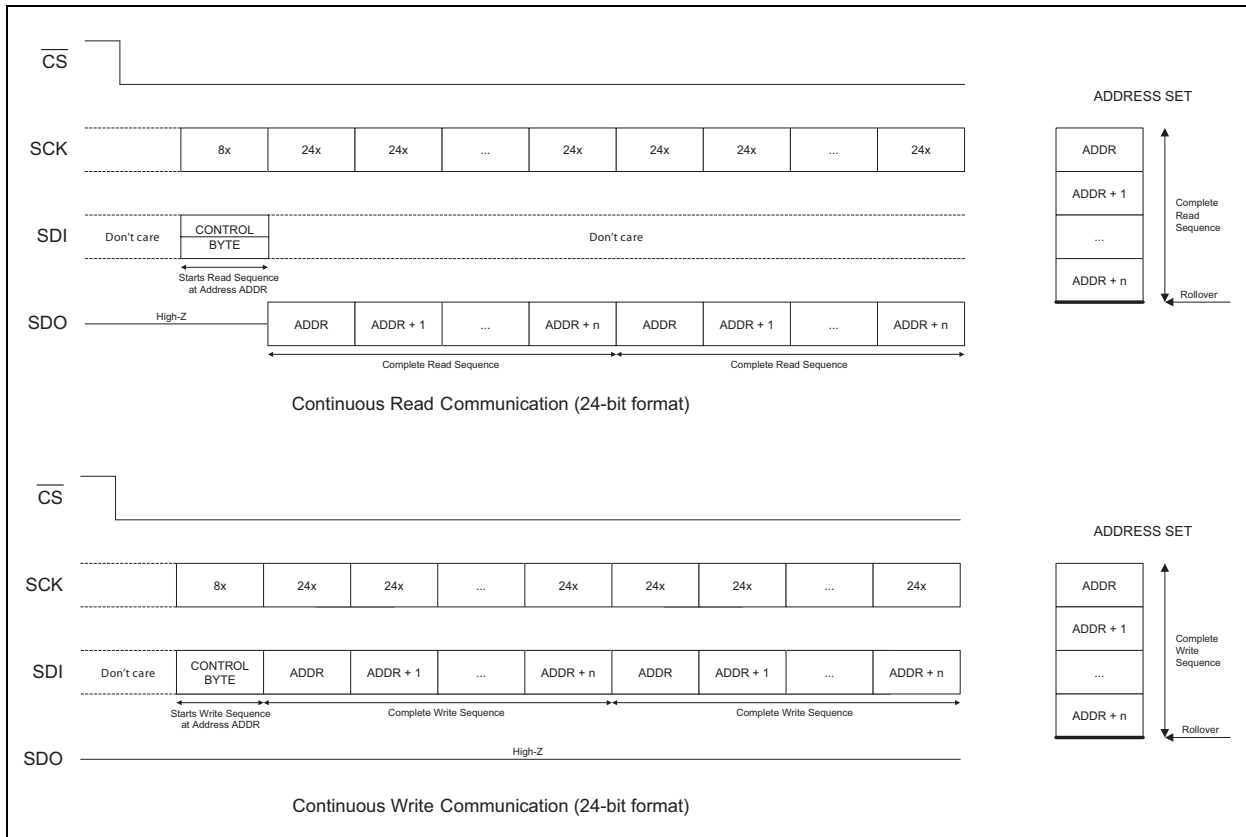 CS
ADDRESS SET
SCK
8x 24x 24x ... 24x 24x 24x ... 24x
ADDR
ADDR + 1
...
ADDR + n
Complete
Read
Sequence
Rollover
SDI
Don't care
CONTROL
BYTE
Don't care
Starts Read Sequence
at Address ADDR
SDO
High-Z
ADDR ADDR + 1 ... ADDR + n ADDR ADDR + 1 ... ADDR + n
Complete Read Sequence Complete Read Sequence
Continuous Read Communication (24-bit format)
CS
ADDRESS SET
SCK
8x 24x 24x ... 24x 24x 24x ... 24x
ADDR
ADDR + 1
...
ADDR + n
Complete
Write
Sequence
Rollover
SDI
Don't care
CONTROL
BYTE
ADDR ADDR + 1 ... ADDR + n ADDR ADDR + 1 ... ADDR + n
Starts Write Sequence
at Address ADDR
Complete Write Sequence Complete Write Sequence
SDO
High-Z
Continuous Write Communication (24-bit format)